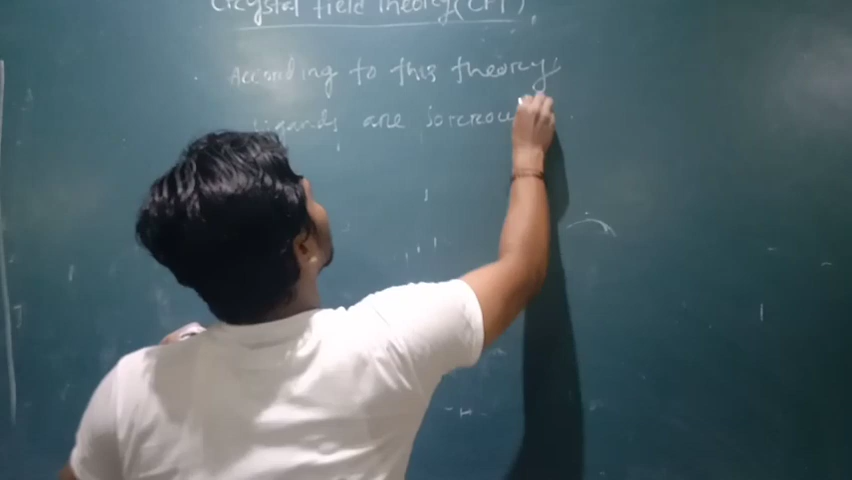 Crystal field Theory (CFT)
According to this theory,
ligands are